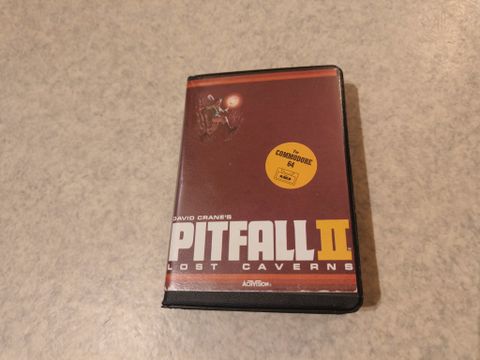 For
COMMODORE
64
DAVID CRANE'S
PITFALL II
LOST CAVERNS
ACTIVISION